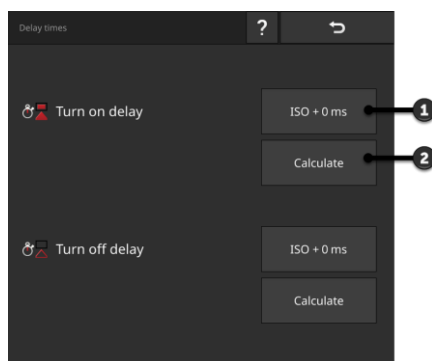 Delay times
?
Turn on delay
ISO + 0 ms
1
Calculate
2
Turn off delay
ISO + 0 ms
Calculate